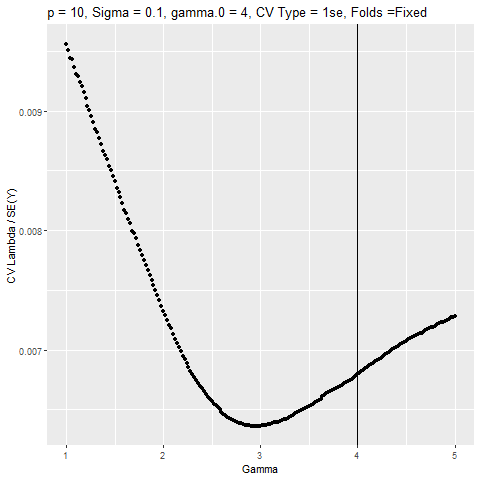 p = 10, Sigma = 0.1, gamma.0 = 4, CV Type = 1se, Folds =Fixed
0.009
0.008
0.007
CV Lambda / SE(Y)
1 2 3 4 5
Gamma